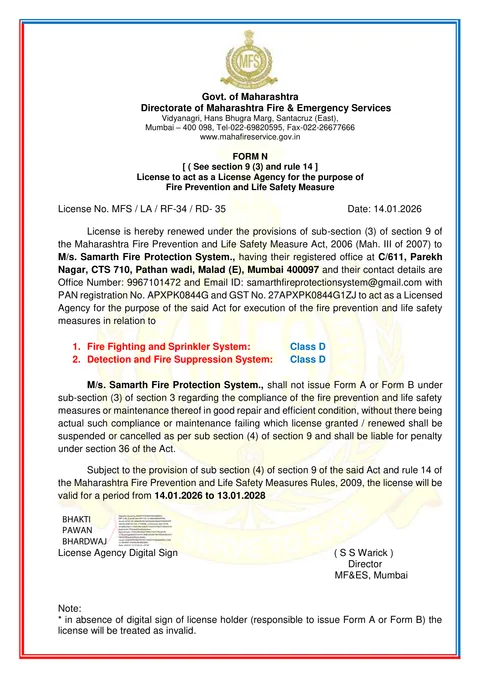 MFS
Govt. of Maharashtra
Directorate of Maharashtra Fire & Emergency Services
Vidyanagri, Hans Bhugra Marg, Santacruz (East),
Mumbai – 400 098, Tel-022-69820595, Fax-022-26677666
www.mahafireservice.gov.in
FORM N
[ ( See section 9 (3) and rule 14 ]
License to act as a License Agency for the purpose of
Fire Prevention and Life Safety Measure
License No. MFS / LA / RF-34 / RD- 35 Date: 14.01.2026
License is hereby renewed under the provisions of sub-section (3) of section 9 of
the Maharashtra Fire Prevention and Life Safety Measure Act, 2006 (Mah. III of 2007) to
M/s. Samarth Fire Protection System., having their registered office at C/611, Parekh
Nagar, CTS 710, Pathan wadi, Malad (E), Mumbai 400097 and their contact details are
Office Number: 9967101472 and Email ID: samarthfireprotectionsystem@gmail.com with
PAN registration No. APXPK0844G and GST No. 27APXPK0844G1ZJ to act as a Licensed
Agency for the purpose of the said Act for execution of the fire prevention and life safety
measures in relation to
1. Fire Fighting and Sprinkler System: Class D
2. Detection and Fire Suppression System: Class D
M/s. Samarth Fire Protection System., shall not issue Form A or Form B under
sub-section (3) of section 3 regarding the compliance of the fire prevention and life safety
measures or maintenance thereof in good repair and efficient condition, without there being
actual such compliance or maintenance failing which license granted / renewed shall be
suspended or cancelled as per sub section (4) of section 9 and shall be liable for penalty
under section 36 of the Act.
Subject to the provision of sub section (4) of section 9 of the said Act and rule 14 of
the Maharashtra Fire Prevention and Life Safety Measures Rules, 2009, the license will be
valid for a period from 14.01.2026 to 13.01.2028
BHAKTI
PAWAN
BHARDWAJ
License Agency Digital Sign ( S S Warick )
Director
MF&ES, Mumbai
Note:
* in absence of digital sign of license holder (responsible to issue Form A or Form B) the
license will be treated as invalid.